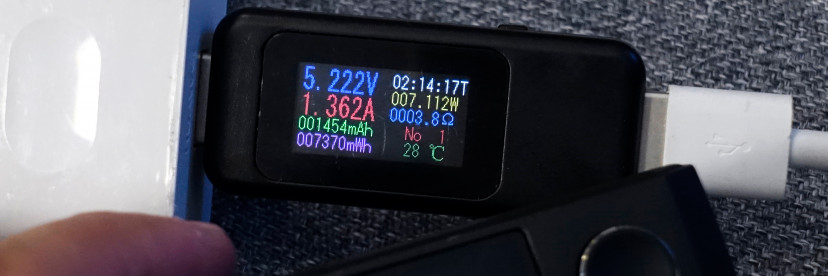 5.222V
02:14:17T
1.362A
007.112W
0003.8Ω
001454mAh
No 1
007370mWh
28 ℃